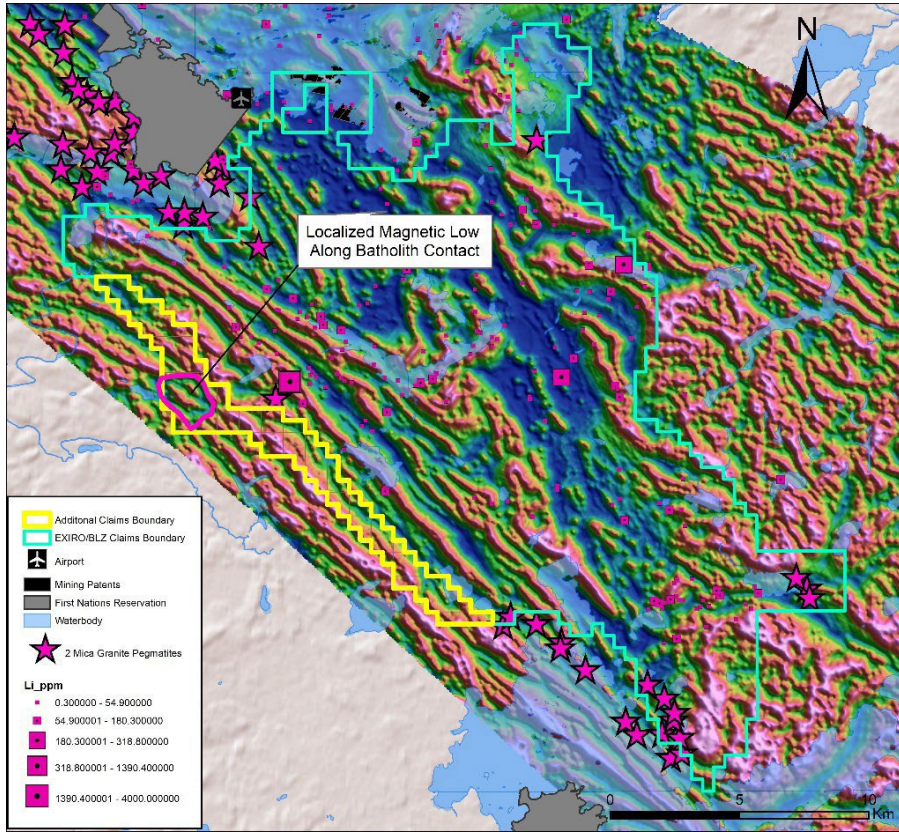 N
Localized Magnetic Low
Along Batholith Contact
Additonal Claims Boundary
EXIRO/BLZ Claims Boundary
Airport
Mining Patents
First Nations Reservation
Waterbody
2 Mica Granite Pegmatites
Li_ppm
0.300000 - 54.900000
54.900001 - 180.300000
180.300001 - 318.800000
318.800001 - 1390.400000
1390.400001 - 4000.000000
0 5 10
Km